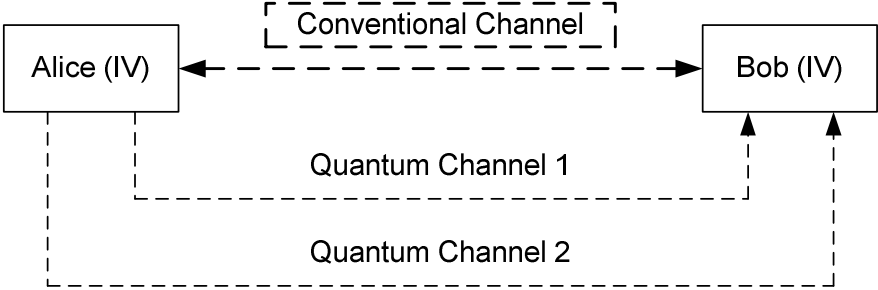 Conventional Channel
Alice (IV)
Bob (IV)
Quantum Channel 1
Quantum Channel 2